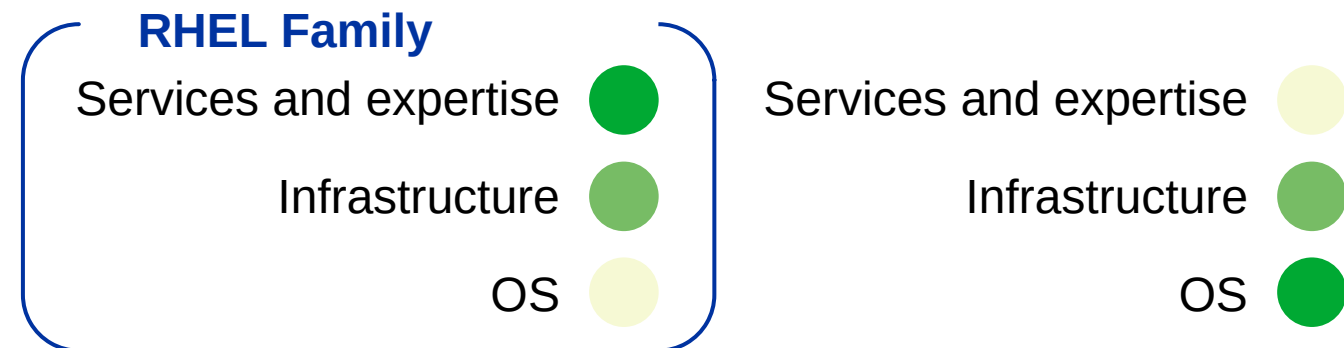 RHEL Family
Services and expertise
Infrastructure
OS
Services and expertise
Infrastructure
OS